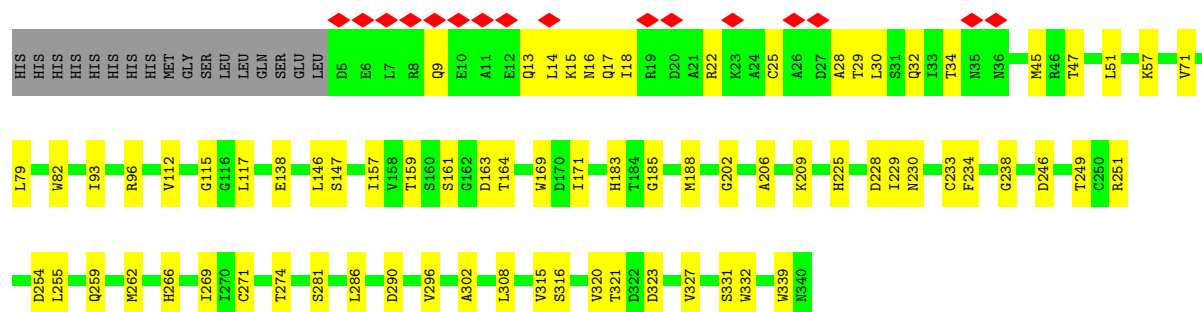 HIS HIS HIS HIS HIS HIS HIS HIS MET GLY SER LEU LEU GLN SER GLU LEU D5 E6 L7 R8 Q9 E10 A11 E12 Q13 L14 K15 N16 Q17 I18 R19 D20 A21 R22 K23 A24 C25 A26 D27 A28 T29 L30 S31 Q32 I33 T34 N35 N36 M45 R46 T47 L51 K57 V71
L79 W82 I93 R96 V112 G115 G116 L117 E138 L146 S147 I157 V158 T159 S160 S161 G162 D163 T164 W169 D170 I171 H183 T184 G185 M188 G202 A206 K209 H225 D228 I229 N230 C233 F234 G238 D246 T249 C250 R251
D254 L255 Q259 M262 H266 I269 I270 C271 T274 S281 L286 D290 V296 A302 L308 V315 S316 V320 T321 D322 D323 V327 S331 W332 W339 N340